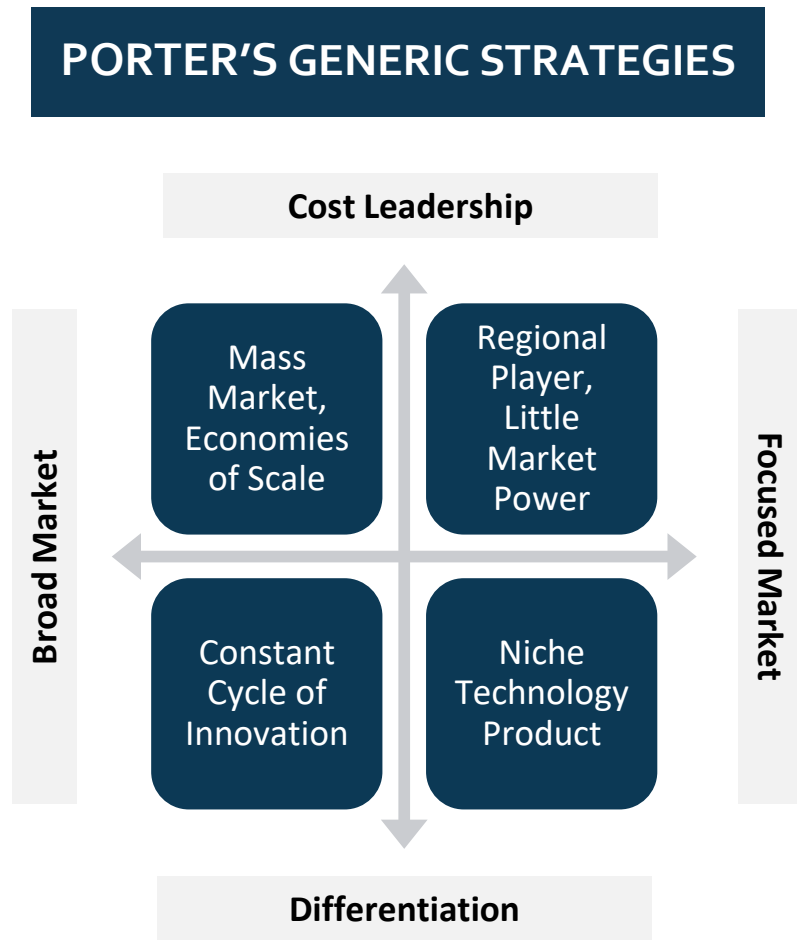 PORTER’S GENERIC STRATEGIES
Cost Leadership
Broad Market
Mass
Market,
Economies
of Scale
Regional
Player,
Little
Market
Power
Focused Market
Constant
Cycle of
Innovation
Niche
Technology
Product
Differentiation